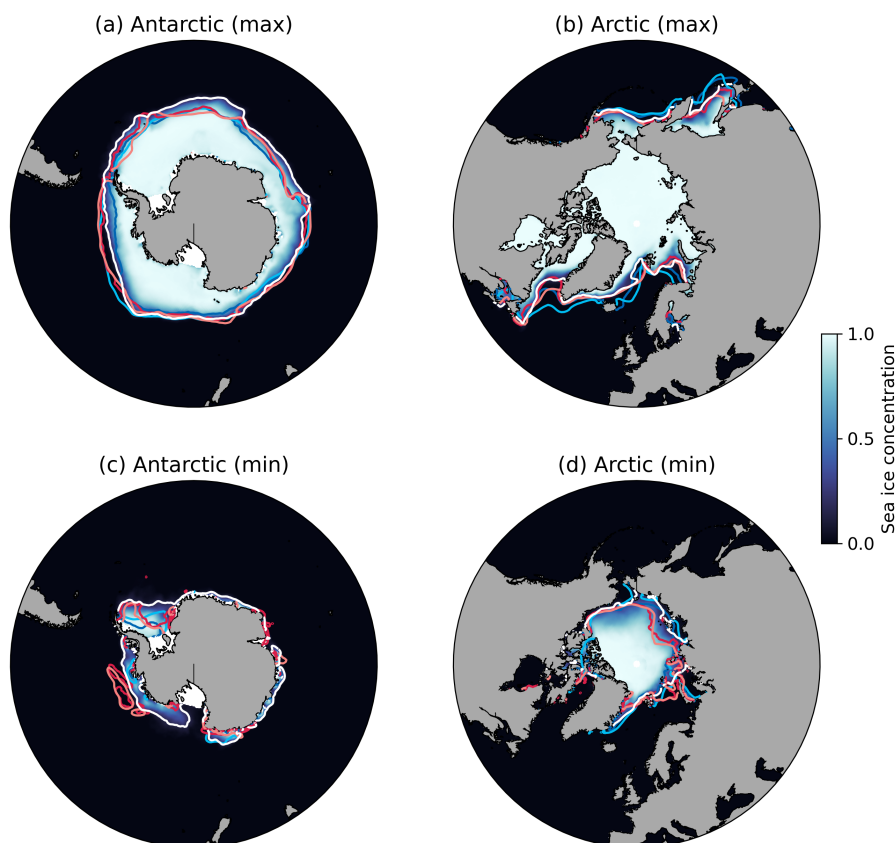 (a) Antarctic (max)
(b) Arctic (max)
1.0
0.5
0.0
Sea ice concentration
(c) Antarctic (min)
(d) Arctic (min)